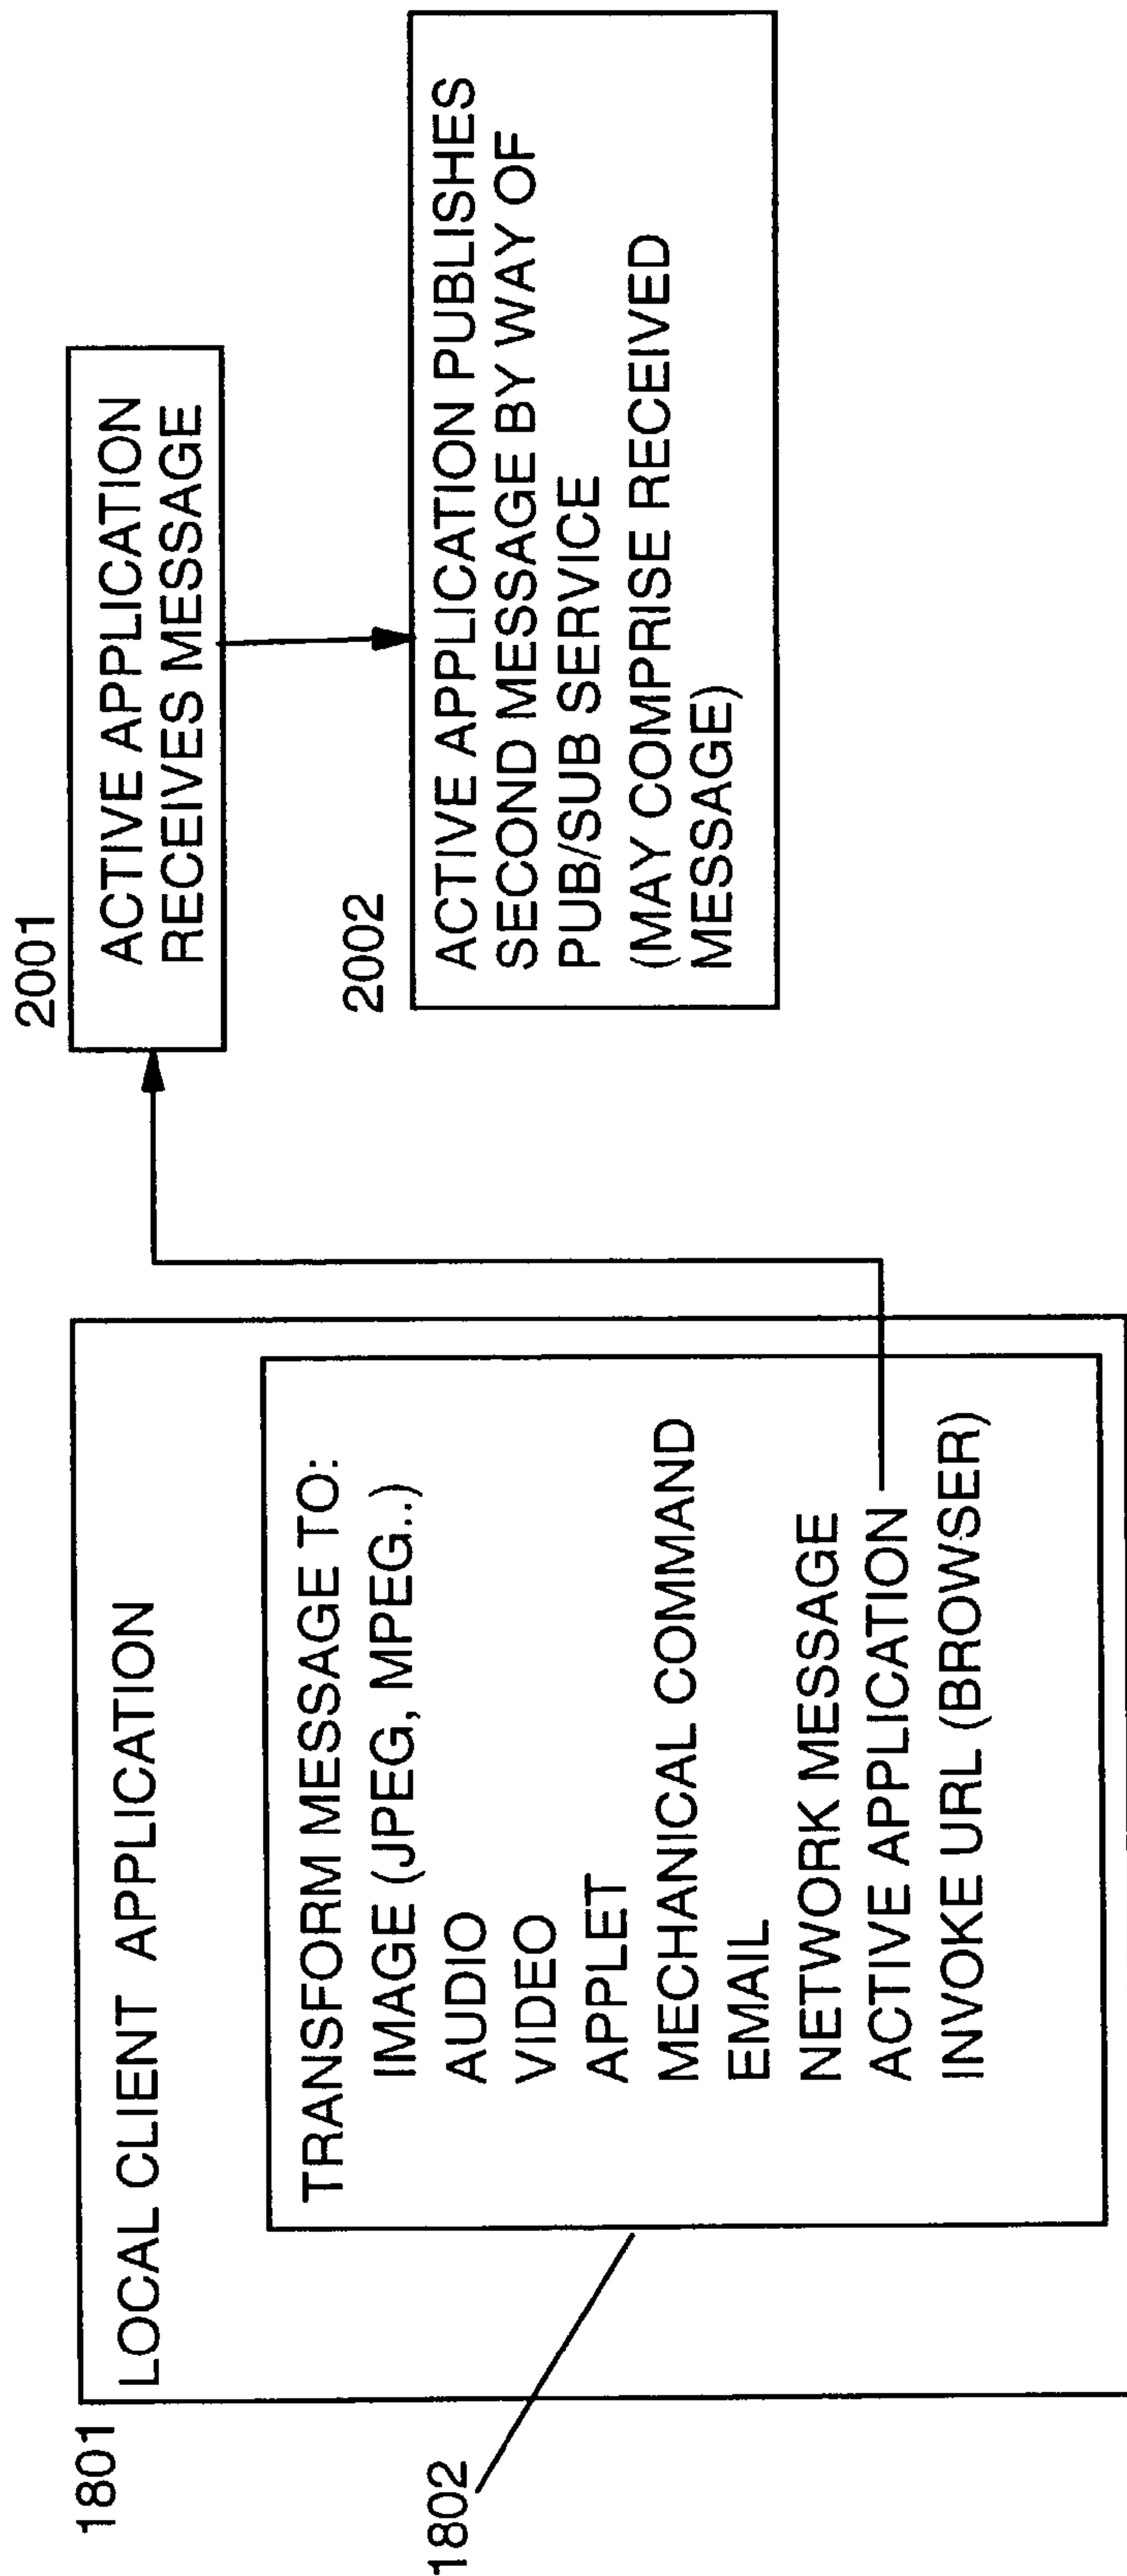 1801
LOCAL CLIENT APPLICATION
1802
TRANSFORM MESSAGE TO:
IMAGE (JPEG, MPEG..)
AUDIO
VIDEO
APPLET
MECHANICAL COMMAND
EMAIL
NETWORK MESSAGE
ACTIVE APPLICATION
INVOKE URL (BROWSER)
2001
ACTIVE APPLICATION
RECEIVES MESSAGE
2002
ACTIVE APPLICATION PUBLISHES
SECOND MESSAGE BY WAY OF
PUB/SUB SERVICE
(MAY COMPRISE RECEIVED
MESSAGE)